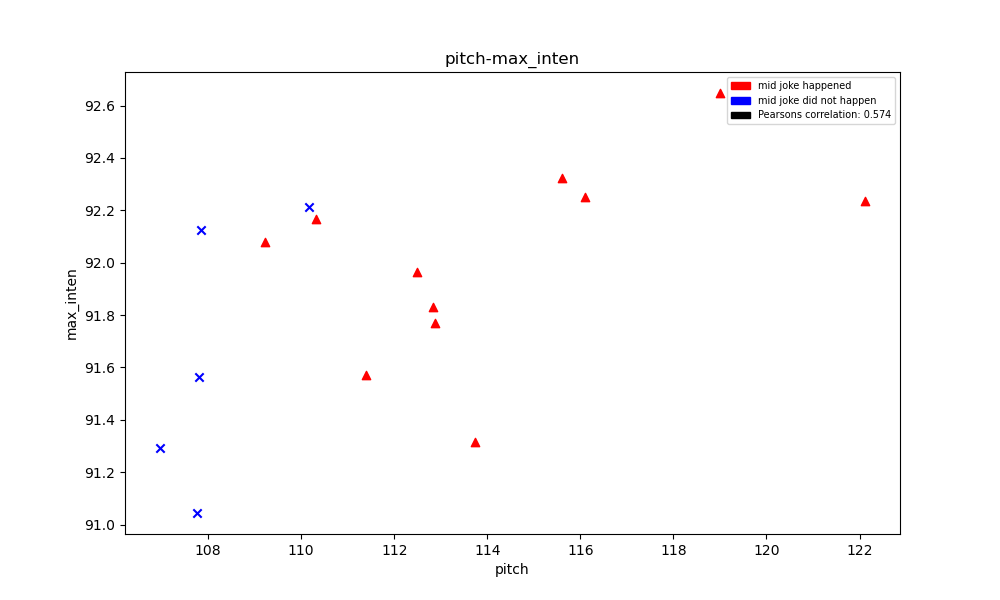 pitch-max_inten
mid joke happened
mid joke did not happen
Pearsons correlation: 0.574
max_inten
92.6
92.4
92.2
92.0
91.8
91.6
91.4
91.2
91.0
108 110 112 114 116 118 120 122
pitch